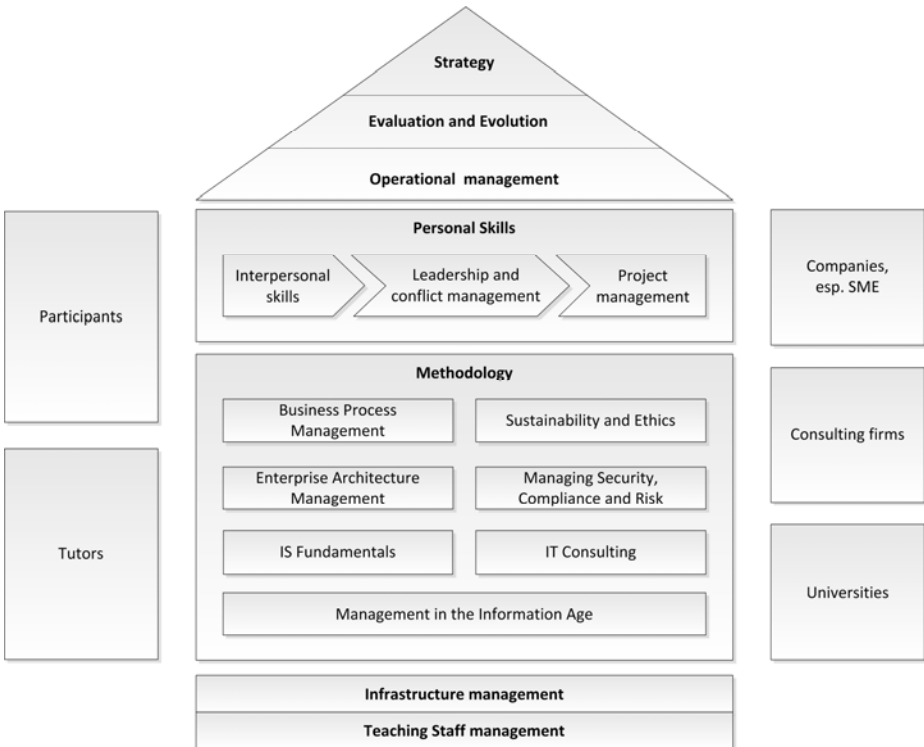 Strategy
Evaluation and Evolution
Operational management
Participants
Tutors
Personal Skills
Interpersonal
skills
Leadership and
conflict management
Project
management
Methodology
Business Process
Management
Sustainability and Ethics
Enterprise Architecture
Management
Managing Security,
Compliance and Risk
IS Fundamentals
IT Consulting
Management in the Information Age
Companies,
esp. SME
Consulting firms
Universities
Infrastructure management
Teaching Staff management